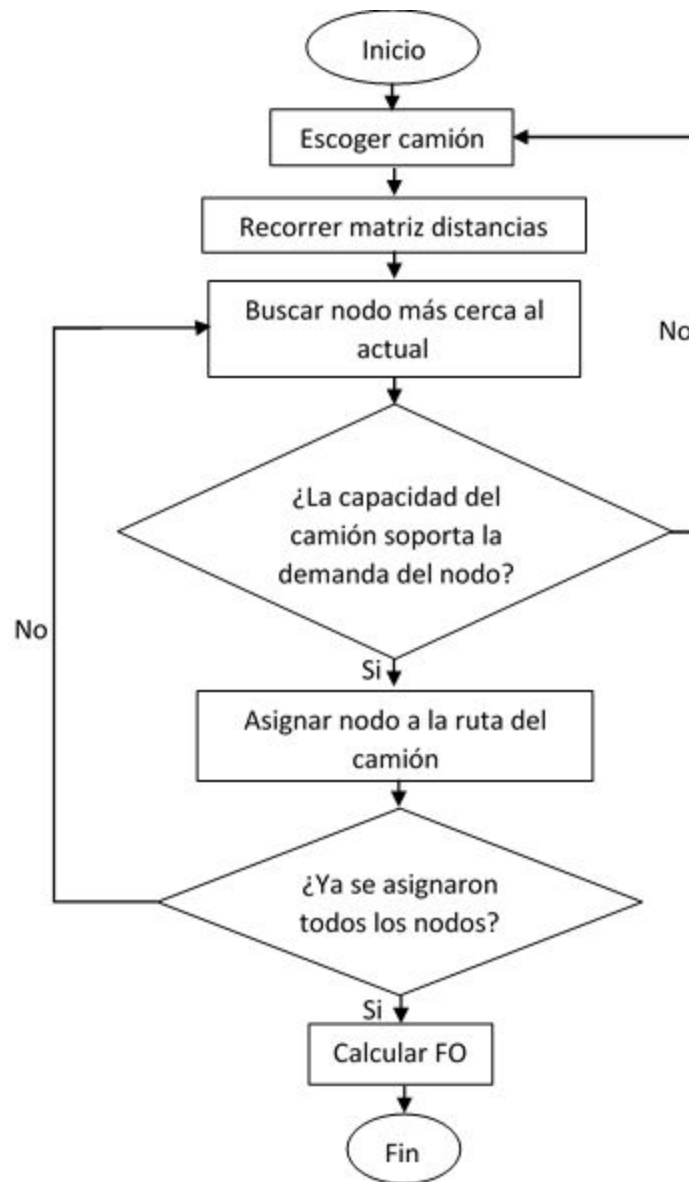 Inicio
Escoger camión
Recorrer matriz distancias
Buscar nodo más cerca al
actual
No
¿La capacidad del
camión soporta la
demanda del nodo?
No
Si
Asignar nodo a la ruta del
camión
¿Ya se asignaron
todos los nodos?
Si
Calcular FO
Fin